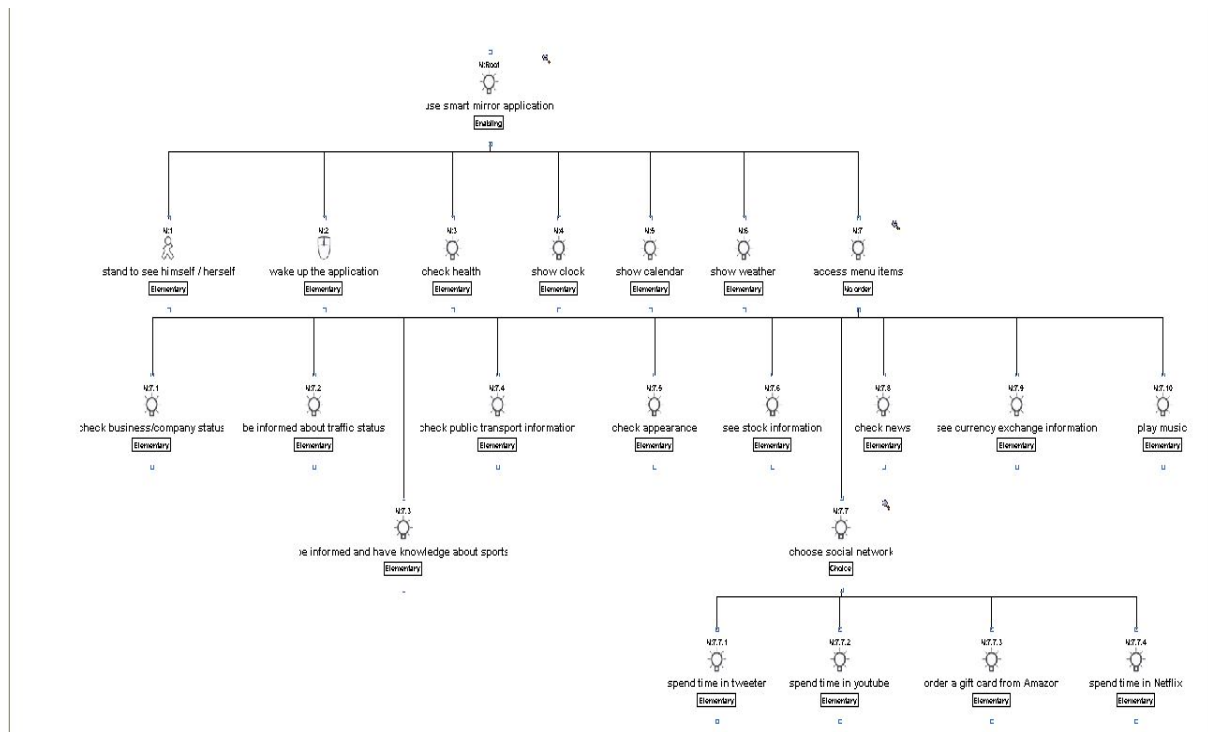 N:Root
use smart mirror application
Enabling
N:1
stand to see himself / herself
Elementary
N:2
wake up the application
Elementary
N:3
check health
Elementary
N:4
show clock
Elementary
N:5
show calendar
Elementary
N:6
show weather
Elementary
N:7
access menu items
No order
N:7.1
check business/company status
Elementary
N:7.2
be informed about traffic status
Elementary
N:7.4
check public transport information
Elementary
N:7.5
check appearance
Elementary
N:7.6
see stock information
Elementary
N:7.8
check news
Elementary
N:7.9
see currency exchange information
Elementary
N:7.10
play music
Elementary
N:7.3
be informed and have knowledge about sports
Elementary
N:7.7
choose social network
Choice
N:7.7.1
spend time in tweeter
Elementary
N:7.7.2
spend time in youtube
Elementary
N:7.7.3
order a gift card from Amazon
Elementary
N:7.7.4
spend time in Netflix
Elementary